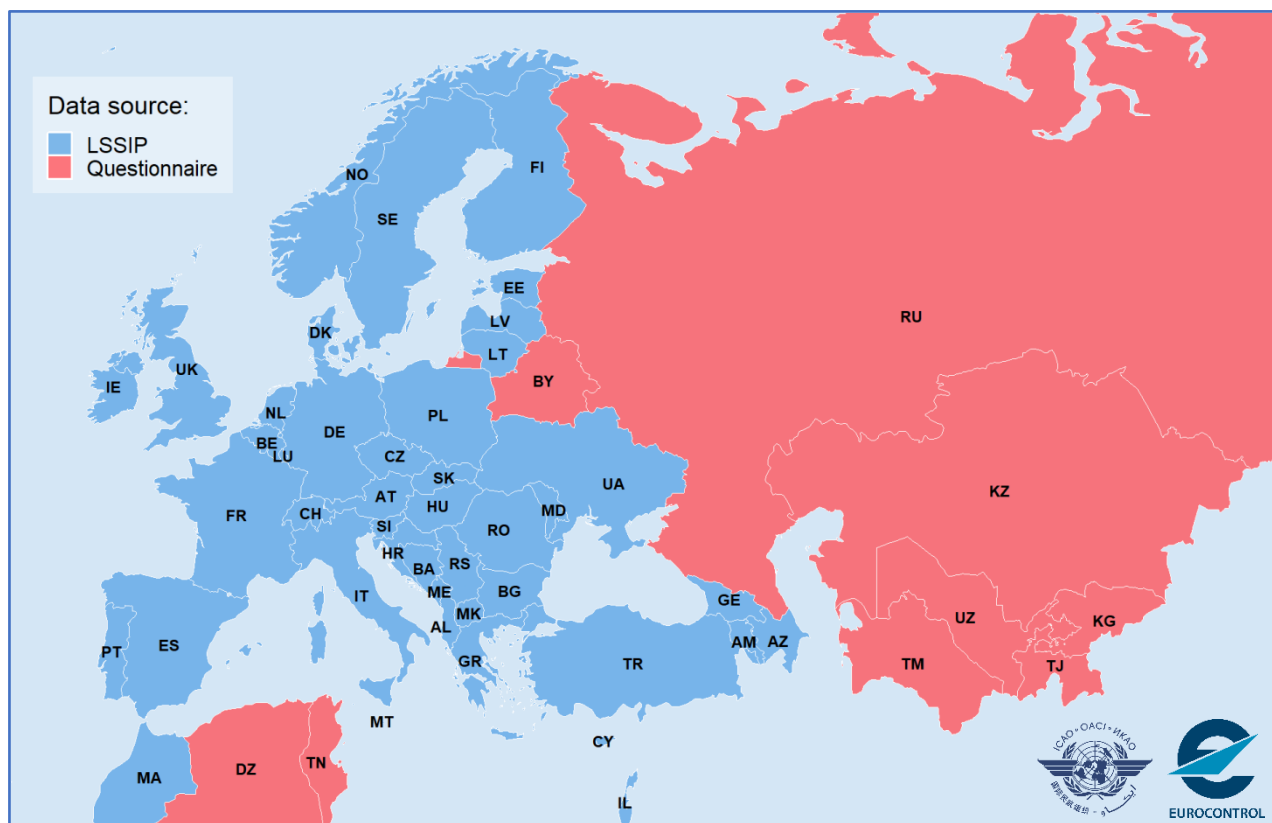 Data source:
LSSIP
Questionnaire
NO
FI
SE
EE
RU
LV
DK
LT
UK
BY
IE
NL
PL
DE
BE
LU
CZ
SK
UA
KZ
AT
FR
CH
HU
MD
SI
RO
HR
RS
BA
ME
BG
IT
GE
MK
UZ
KG
AL
AM
AZ
PT
ES
GR
TR
TM
TJ
MT
CY
MA
DZ
TN
IL
ICAO • OACI • ИКАО
EUROCONTROL